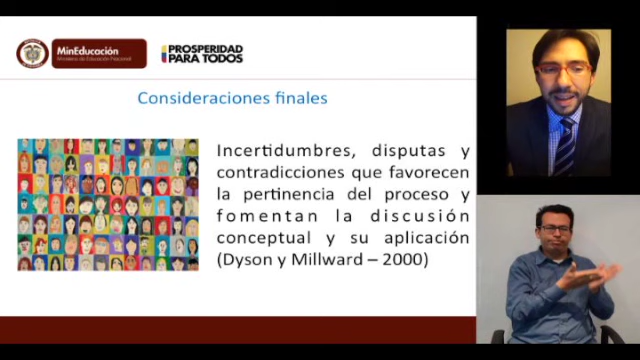 MinEducación
Ministerio de Educación Nacional
PROSPERIDAD
PARA TODOS
Consideraciones finales
Incertidumbres, disputas y
contradicciones que favorecen
la pertinencia del proceso y
fomentan la discusión
conceptual y su aplicación
(Dyson y Millward – 2000)